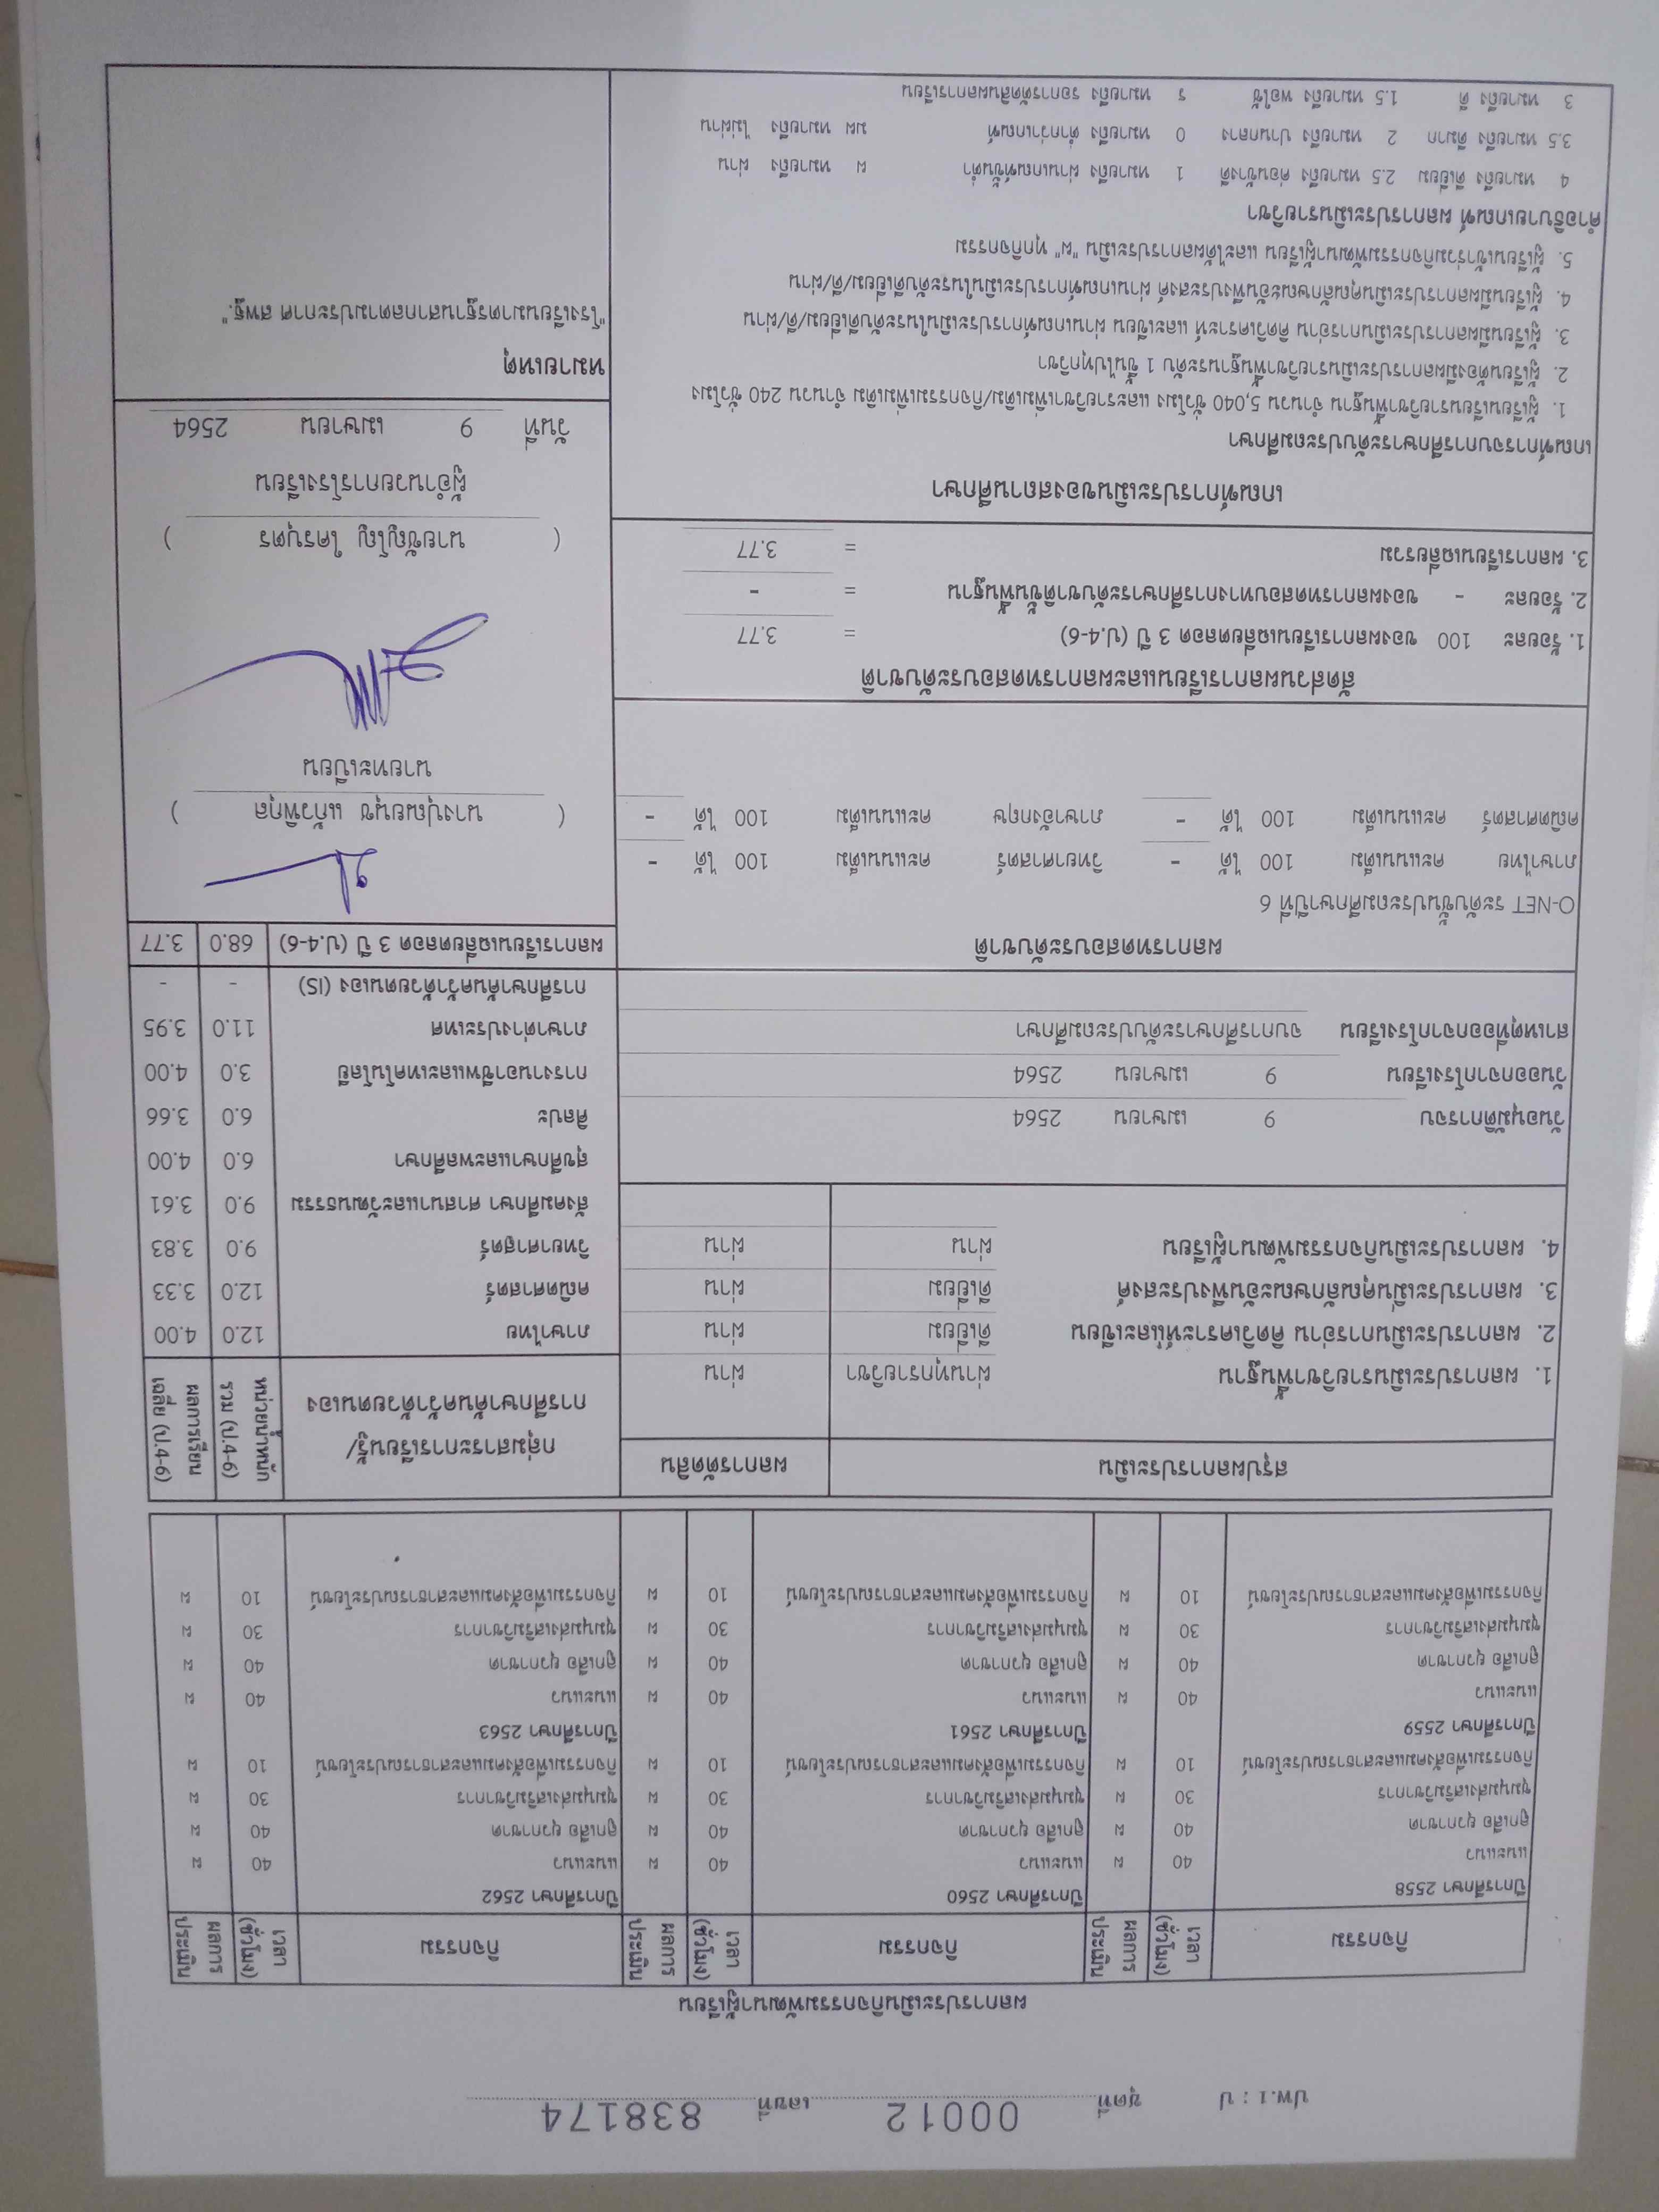 ปพ.1 : ป ชุดที่ 00012 เลขที่ 838174
ผลการประเมินกิจกรรมพัฒนาผู้เรียน
กิจกรรม เวลา (ชั่วโมง) ผลการประเมิน กิจกรรม เวลา (ชั่วโมง) ผลการประเมิน กิจกรรม เวลา (ชั่วโมง) ผลการประเมิน
ปีการศึกษา 2558 ปีการศึกษา 2560 ปีการศึกษา 2562
แนะแนว 40 ผ แนะแนว 40 ผ แนะแนว 40 ผ
ลูกเสือ ยุวกาชาด 40 ผ ลูกเสือ ยุวกาชาด 40 ผ ลูกเสือ ยุวกาชาด 40 ผ
ชุมนุมส่งเสริมวิชาการ 30 ผ ชุมนุมส่งเสริมวิชาการ 30 ผ ชุมนุมส่งเสริมวิชาการ 30 ผ
กิจกรรมเพื่อสังคมและสาธารณประโยชน์ 10 ผ กิจกรรมเพื่อสังคมและสาธารณประโยชน์ 10 ผ กิจกรรมเพื่อสังคมและสาธารณประโยชน์ 10 ผ
ปีการศึกษา 2559 ปีการศึกษา 2561 ปีการศึกษา 2563
แนะแนว 40 ผ แนะแนว 40 ผ แนะแนว 40 ผ
ลูกเสือ ยุวกาชาด 40 ผ ลูกเสือ ยุวกาชาด 40 ผ ลูกเสือ ยุวกาชาด 40 ผ
ชุมนุมส่งเสริมวิชาการ 30 ผ ชุมนุมส่งเสริมวิชาการ 30 ผ ชุมนุมส่งเสริมวิชาการ 30 ผ
กิจกรรมเพื่อสังคมและสาธารณประโยชน์ 10 ผ กิจกรรมเพื่อสังคมและสาธารณประโยชน์ 10 ผ กิจกรรมเพื่อสังคมและสาธารณประโยชน์ 10 ผ
สรุปผลการประเมิน ผลการตัดสิน
1. ผลการประเมินรายวิชาพื้นฐาน ผ่านทุกรายวิชา ผ่าน
2. ผลการประเมินการอ่าน คิดวิเคราะห์และเขียน ดีเยี่ยม ผ่าน
3. ผลการประเมินคุณลักษณะอันพึงประสงค์ ดีเยี่ยม ผ่าน
4. ผลการประเมินกิจกรรมพัฒนาผู้เรียน ผ่าน ผ่าน
วันอนุมัติการจบ 9 เมษายน 2564
วันออกจากโรงเรียน 9 เมษายน 2564
สาเหตุที่ออกจากโรงเรียน จบการศึกษาระดับประถมศึกษา
ผลการทดสอบระดับชาติ
O-NET ระดับชั้นประถมศึกษาปีที่ 6
ภาษาไทย คะแนนเต็ม 100 ได้ - วิทยาศาสตร์ คะแนนเต็ม 100 ได้ -
คณิตศาสตร์ คะแนนเต็ม 100 ได้ - ภาษาอังกฤษ คะแนนเต็ม 100 ได้ -
สัดส่วนผลการเรียนและผลการทดสอบระดับชาติ
1. ร้อยละ 100 ของผลการเรียนเฉลี่ยตลอด 3 ปี (ป.4-6) = 3.77
2. ร้อยละ - ของผลการทดสอบทางการศึกษาระดับชาติขั้นพื้นฐาน = -
3. ผลการเรียนเฉลี่ยรวม = 3.77
เกณฑ์การประเมินของสถานศึกษา
เกณฑ์การจบการศึกษาระดับประถมศึกษา
1. ผู้เรียนเรียนรายวิชาพื้นฐาน จำนวน 5,040 ชั่วโมง และรายวิชาเพิ่มเติม/กิจกรรมเพิ่มเติม จำนวน 240 ชั่วโมง
2. ผู้เรียนต้องมีผลการประเมินรายวิชาพื้นฐานระดับ 1 ขึ้นไปทุกวิชา
3. ผู้เรียนมีผลการประเมินการอ่าน คิดวิเคราะห์ และเขียน ผ่านเกณฑ์การประเมินในระดับดีเยี่ยม/ดี/ผ่าน
4. ผู้เรียนมีผลการประเมินคุณลักษณะอันพึงประสงค์ ผ่านเกณฑ์การประเมินในระดับดีเยี่ยม/ดี/ผ่าน
5. ผู้เรียนเข้าร่วมกิจกรรมพัฒนาผู้เรียน และได้ผลการประเมิน "ผ" ทุกกิจกรรม
คำอธิบายเกณฑ์ ผลการประเมินรายวิชา
4 หมายถึง ดีเยี่ยม 2.5 หมายถึง ค่อนข้างดี 1 หมายถึง ผ่านเกณฑ์ขั้นต่ำ ผ หมายถึง ผ่าน
3.5 หมายถึง ดีมาก 2 หมายถึง ปานกลาง 0 หมายถึง ต่ำกว่าเกณฑ์ มผ หมายถึง ไม่ผ่าน
3 หมายถึง ดี 1.5 หมายถึง พอใช้ ร หมายถึง รอการตัดสินผลการเรียน
กลุ่มสาระการเรียนรู้/
การศึกษาค้นคว้าด้วยตนเอง
หน่วยน้ำหนัก รวม (ป.4-6)
ผลการเรียน เฉลี่ย (ป.4-6)
ภาษาไทย 12.0 4.00
คณิตศาสตร์ 12.0 3.33
วิทยาศาสตร์ 9.0 3.83
สังคมศึกษา ศาสนาและวัฒนธรรม 9.0 3.61
สุขศึกษาและพลศึกษา 6.0 4.00
ศิลปะ 6.0 3.66
การงานอาชีพและเทคโนโลยี 3.0 4.00
ภาษาต่างประเทศ 11.0 3.95
การศึกษาค้นคว้าด้วยตนเอง (IS) - -
ผลการเรียนเฉลี่ยตลอด 3 ปี (ป.4-6) 68.0 3.77
( นางบุณยนุช แก้วพิกุล )
นายทะเบียน
( นายชัญโญ ไครบุตร )
ผู้อำนวยการโรงเรียน
วันที่ 9 เมษายน 2564
หมายเหตุ
"โรงเรียนมาตรฐานสากลตามประกาศ สพฐ."